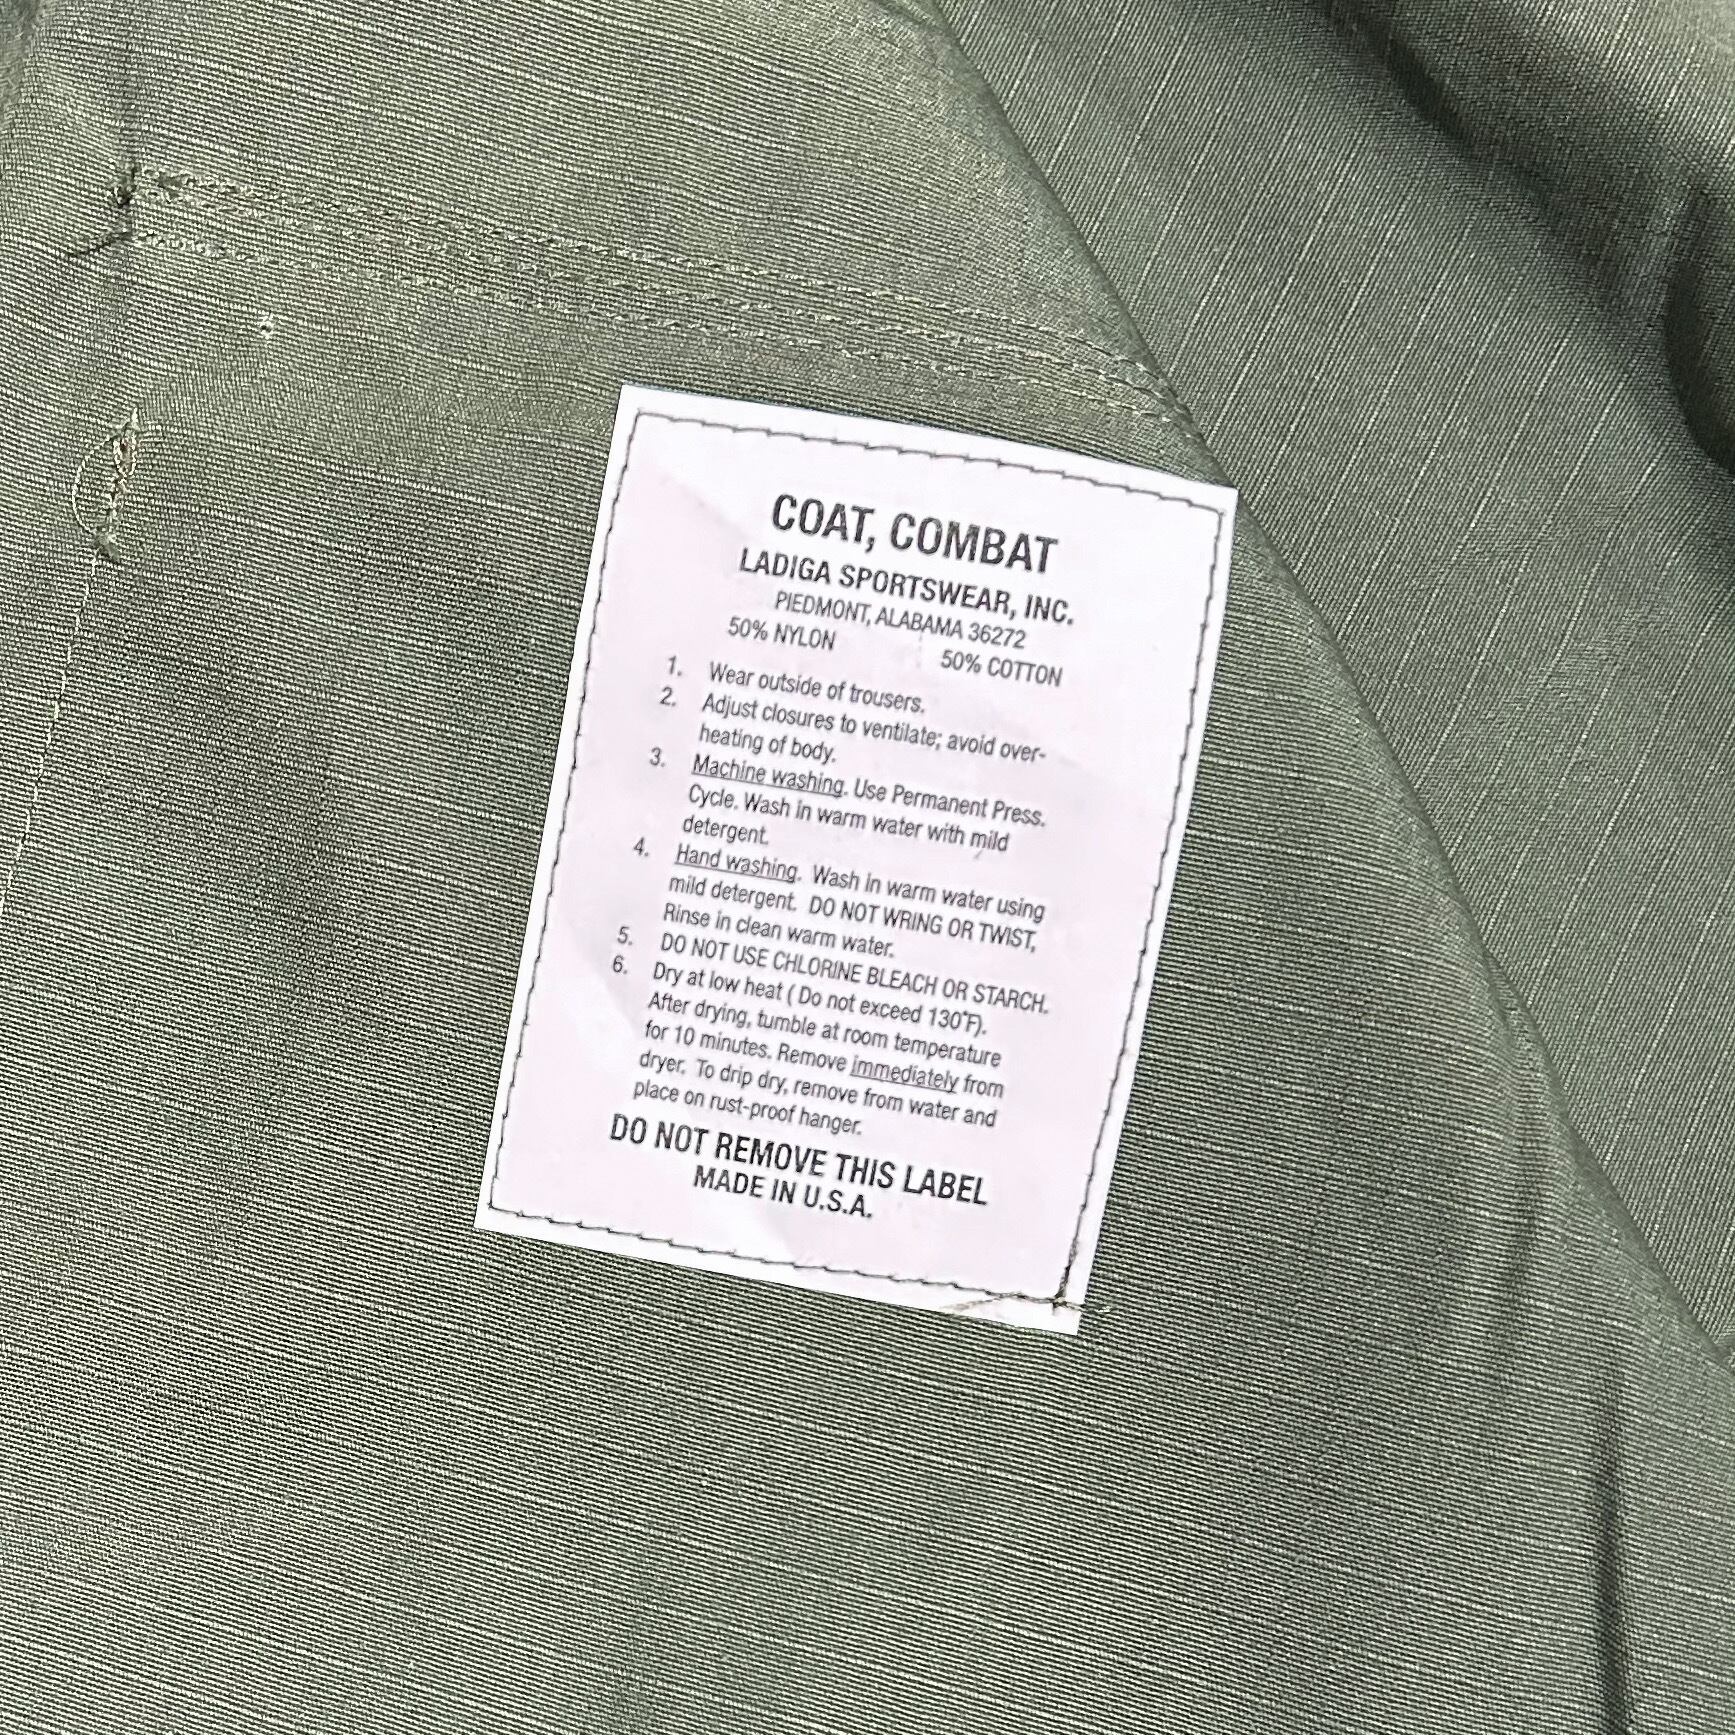 COAT, COMBAT
LADIGA SPORTSWEAR, INC.
PIEDMONT, ALABAMA 36272
50% NYLON 50% COTTON
1. Wear outside of trousers.
2. Adjust closures to ventilate; avoid over-
heating of body.
3. Machine washing. Use Permanent Press.
Cycle. Wash in warm water with mild
detergent.
4. Hand washing. Wash in warm water using
mild detergent. DO NOT WRING OR TWIST,
Rinse in clean warm water.
5. DO NOT USE CHLORINE BLEACH OR STARCH.
6. Dry at low heat ( Do not exceed 130°F).
After drying, tumble at room temperature
for 10 minutes. Remove immediately from
dryer. To drip dry, remove from water and
place on rust-proof hanger.
DO NOT REMOVE THIS LABEL
MADE IN U.S.A.